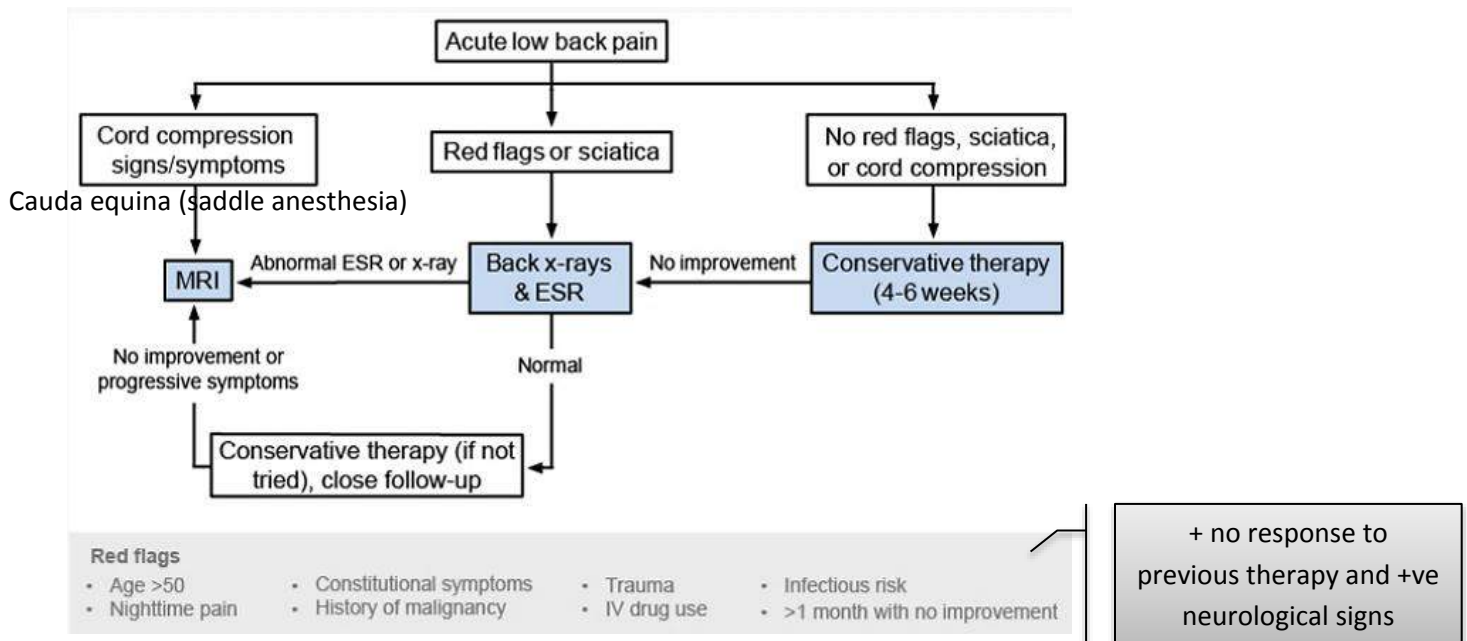 Acute low back pain
Cord compression
signs/symptoms
Red flags or sciatica
No red flags, sciatica,
or cord compression
Cauda equina (saddle anesthesia)
MRI
Abnormal ESR or x-ray
Back x-rays
& ESR
No improvement
Conservative therapy
(4-6 weeks)
No improvement or
progressive symptoms
Normal
Conservative therapy (if not
tried), close follow-up
Red flags
• Age >50
• Nighttime pain
• Constitutional symptoms
• History of malignancy
• Trauma
• IV drug use
• Infectious risk
• >1 month with no improvement
+ no response to
previous therapy and +ve
neurological signs